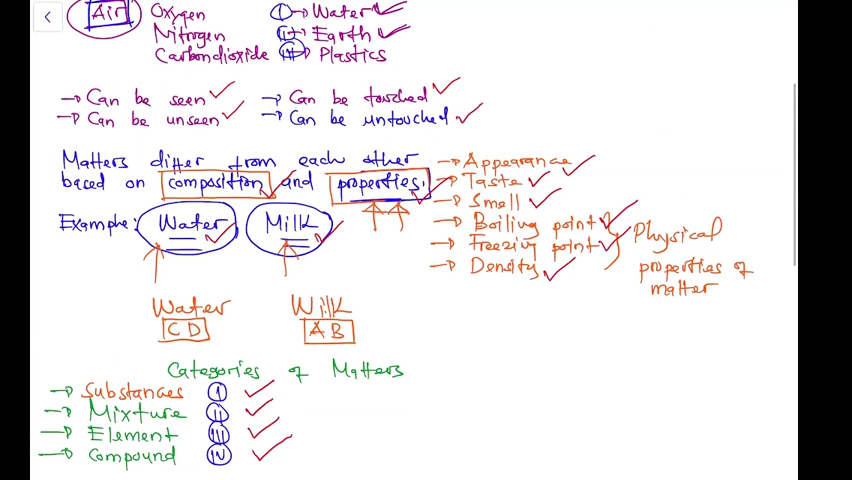 Air Oxygen (I) → Water
Nitrogen (II) → Earth
Carbondioxide (III) → Plastics
→ Can be seen → Can be touched
→ Can be unseen → Can be untouched
Matters differ from each other
based on composition and properties.
→ Appearance
→ Taste
→ Smell
→ Boiling point
→ Freezing point
→ Density
Physical
properties of
matter
Example: Water Milk
Water Milk
CD AB
Categories of Matters
→ Substances (I)
→ Mixture (II)
→ Element (III)
→ Compound (IV)